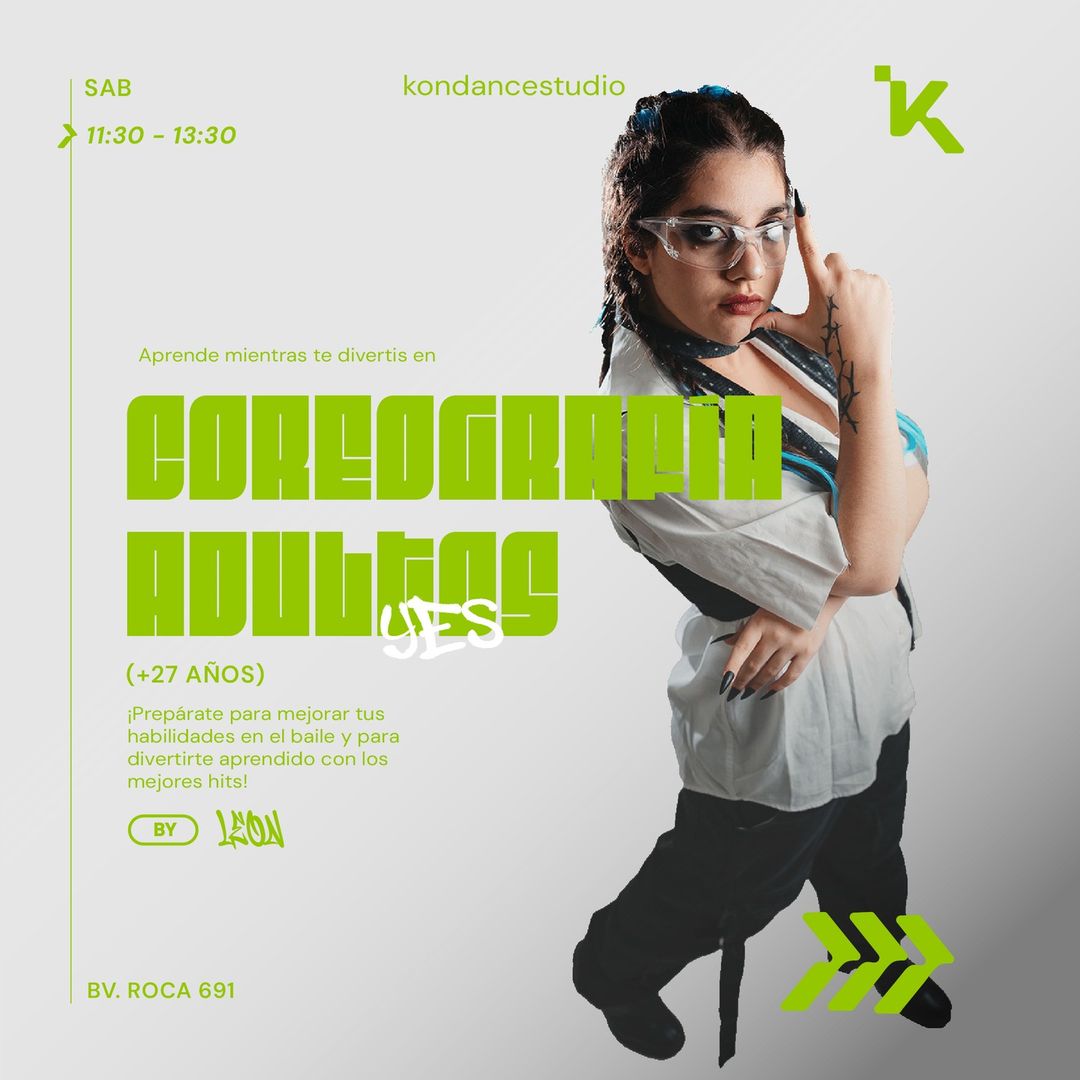 SAB
kondancestudio
K
11:30 - 13:30
Aprende mientras te divertis en
COREOGRAFíA
ADULtOS
YES
(+27 AÑOS)
¡Prepárate para mejorar tus
habilidades en el baile y para
divertirte aprendido con los
mejores hits!
BY LEON
BV. ROCA 691